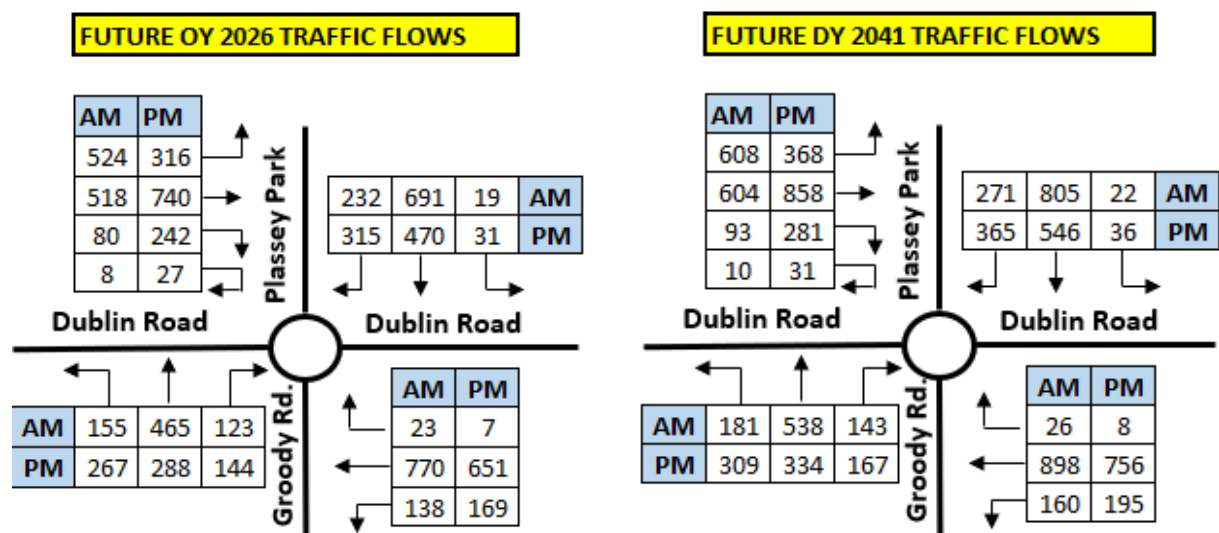 FUTURE OY 2026 TRAFFIC FLOWS
AM PM
524 316
518 740
80 242
8 27
Plassey Park
232 691 19 AM
315 470 31 PM
Dublin Road
Dublin Road
AM 155 465 123
PM 267 288 144
Groody Rd.
AM PM
23 7
770 651
138 169
FUTURE DY 2041 TRAFFIC FLOWS
AM PM
608 368
604 858
93 281
10 31
Plassey Park
271 805 22 AM
365 546 36 PM
Dublin Road
Dublin Road
AM 181 538 143
PM 309 334 167
Groody Rd.
AM PM
26 8
898 756
160 195